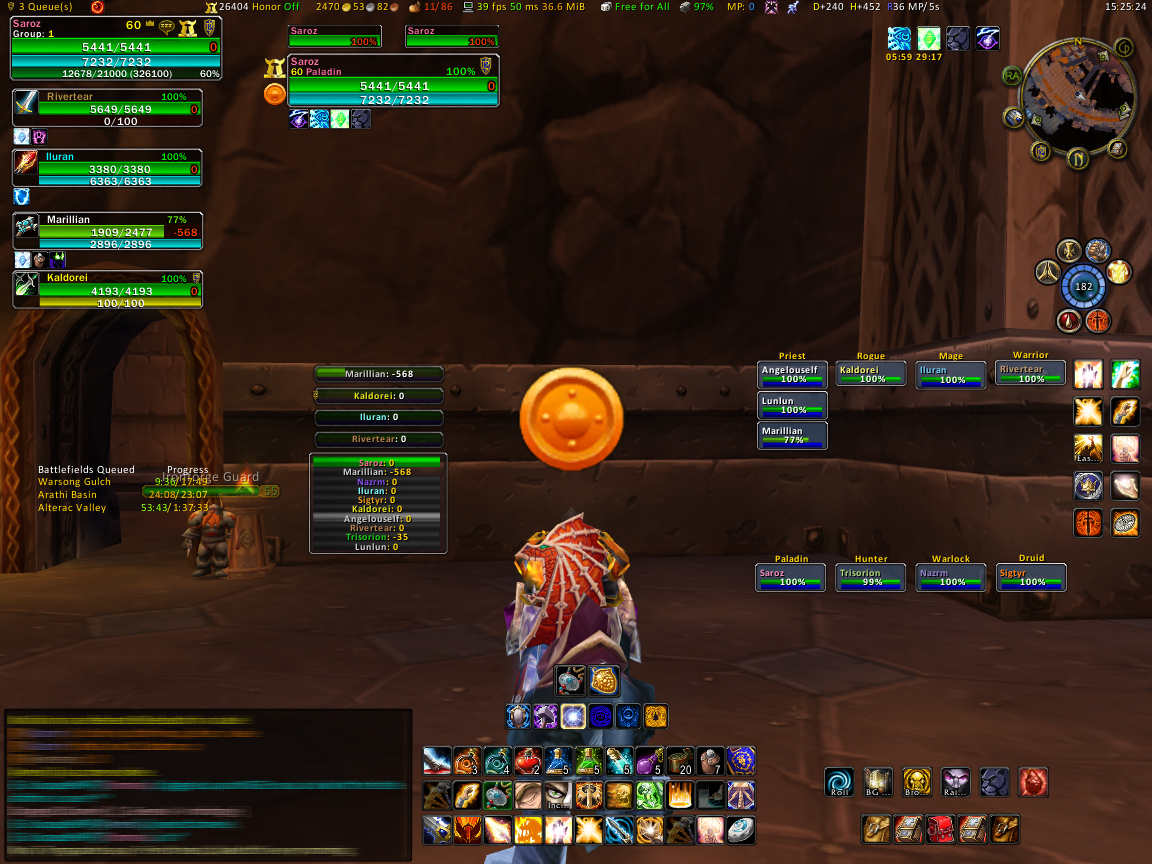 3 Queue(s)
26404 Honor Off
2470 53 82
11/86
39 fps 50 ms 36.6 MiB
Free for All
97%
MP: 0
D+240 H+452 R36 MP/5s
15:25:24
Saroz 60
Group: 1
5441/5441 0
7232/7232
12678/21000 (326100) 60%
Rivertear 100%
5649/5649 0
0/100
Iluran 100%
3380/3380 0
6363/6363
Marillian 77%
1909/2477 -568
2896/2896
Kaldorei 100%
4193/4193 0
100/100
Saroz
100%
Saroz
100%
Saroz
60 Paladin 100%
5441/5441 0
7232/7232
05:59 29:17
N
RA
182
Marillian: -568
Kaldorei: 0
Iluran: 0
Rivertear: 0
Saroz: 0
Marillian: -568
Nazrm: 0
Iluran: 0
Sigtyr: 0
Kaldorei: 0
Angelouself: 0
Rivertear: 0
Trisorion: -35
Lunlun: 0
Priest
Angelouself
100%
Lunlun
100%
Marillian
77%
Rogue
Kaldorei
100%
Mage
Iluran
100%
Warrior
Rivertear
100%
Battlefields Queued Progress
Warsong Gulch 9:36/17:49
Arathi Basin 24:08/23:07
Alterac Valley 53:43/1:37:33
Ironforge Guard
55
Paladin
Saroz
100%
Hunter
Trisorion
99%
Warlock
Nazrm
100%
Druid
Sigtyr
100%
3 4 2 5 5 5 5 20 7
Inc...
Roll
BG ...
Bro...
Rai...